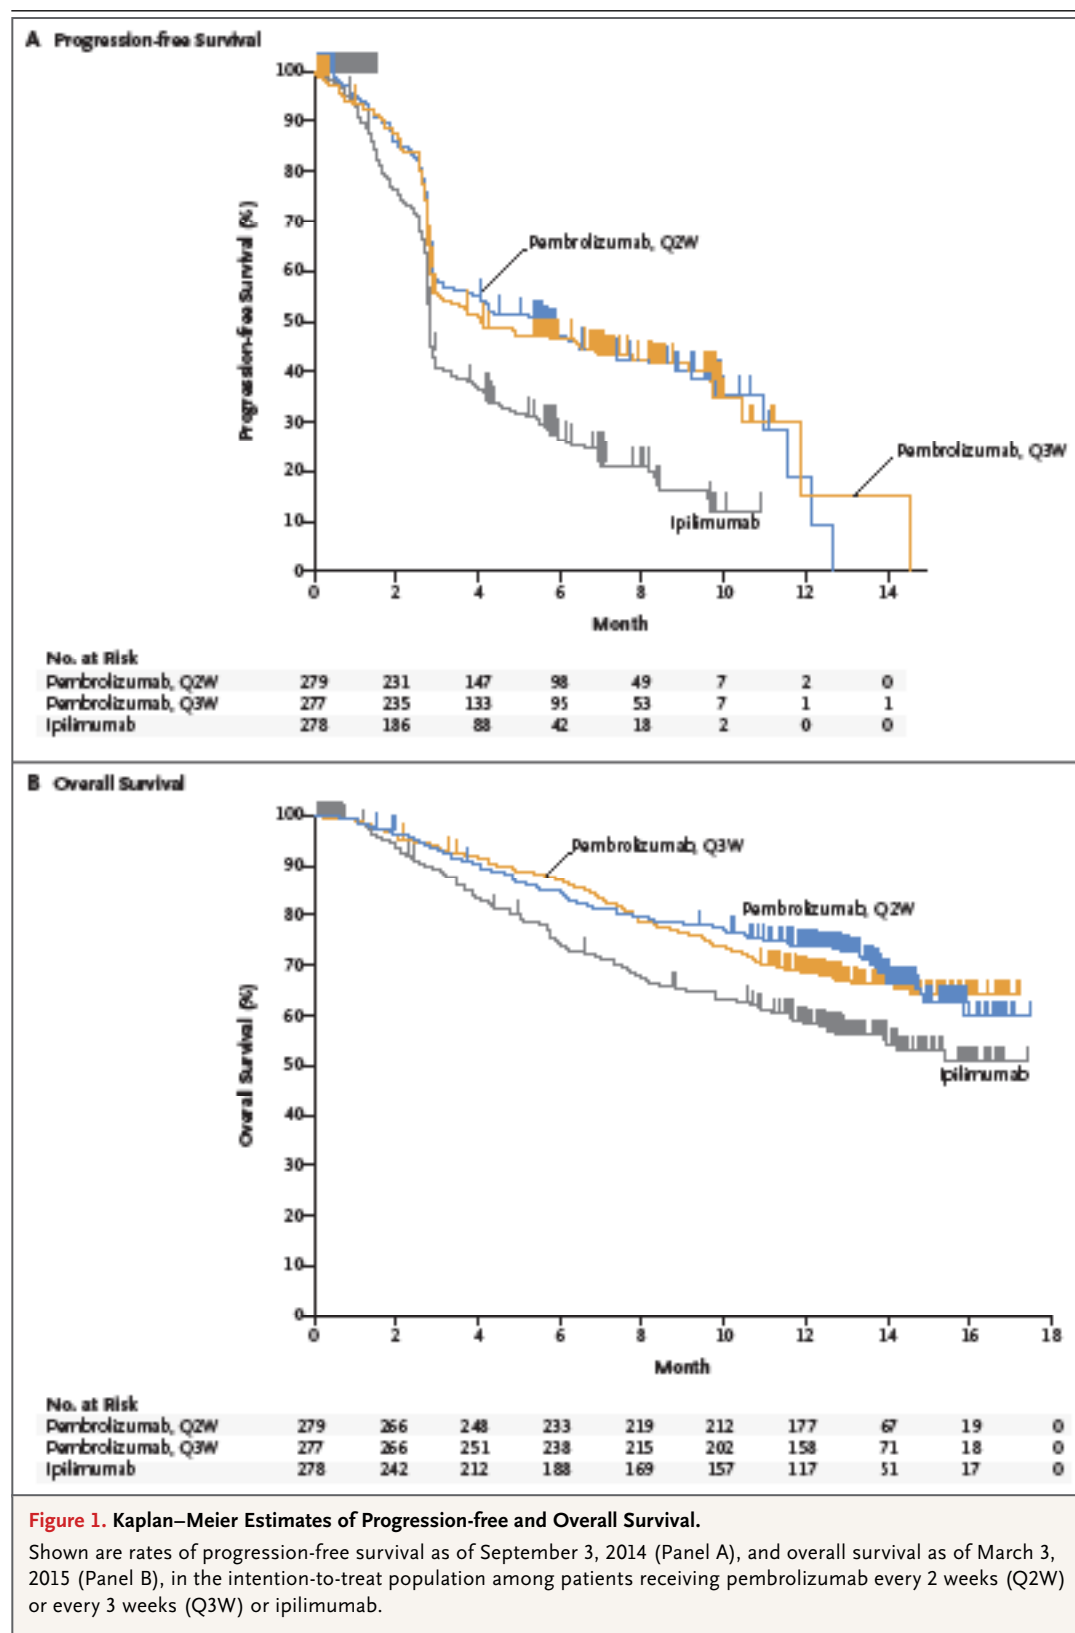 A Progression-free Survival
100
90
80
70
60
50
40
30
20
10
0
Progression-free Survival (%)
Pembrolizumab, Q2W
Pembrolizumab, Q3W
Ipilimumab
0 2 4 6 8 10 12 14
Month
No. at Risk
Pembrolizumab, Q2W 279 231 147 98 49 7 2 0
Pembrolizumab, Q3W 277 235 133 95 53 7 1 1
Ipilimumab 278 186 88 42 18 2 0 0
B Overall Survival
100
90
80
70
60
50
40
30
20
10
0
Overall Survival (%)
Pembrolizumab, Q3W
Pembrolizumab, Q2W
Ipilimumab
0 2 4 6 8 10 12 14 16 18
Month
No. at Risk
Pembrolizumab, Q2W 279 266 248 233 219 212 177 67 19 0
Pembrolizumab, Q3W 277 266 251 238 215 202 158 71 18 0
Ipilimumab 278 242 212 188 169 157 117 51 17 0
Figure 1. Kaplan–Meier Estimates of Progression-free and Overall Survival.
Shown are rates of progression-free survival as of September 3, 2014 (Panel A), and overall survival as of March 3,
2015 (Panel B), in the intention-to-treat population among patients receiving pembrolizumab every 2 weeks (Q2W)
or every 3 weeks (Q3W) or ipilimumab.